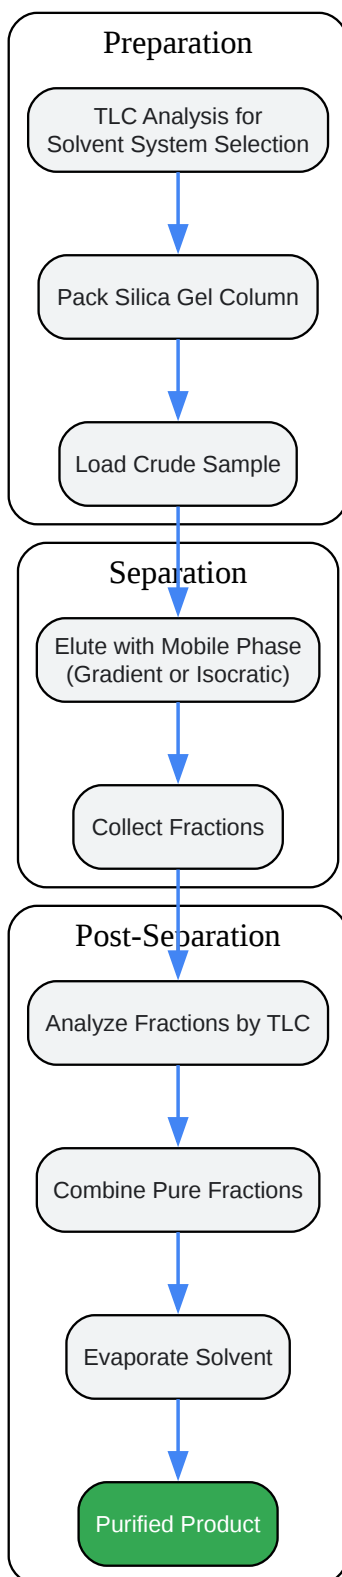 Preparation
TLC Analysis for
Solvent System Selection
Pack Silica Gel Column
Load Crude Sample
Separation
Elute with Mobile Phase
(Gradient or Isocratic)
Collect Fractions
Post-Separation
Analyze Fractions by TLC
Combine Pure Fractions
Evaporate Solvent
Purified Product